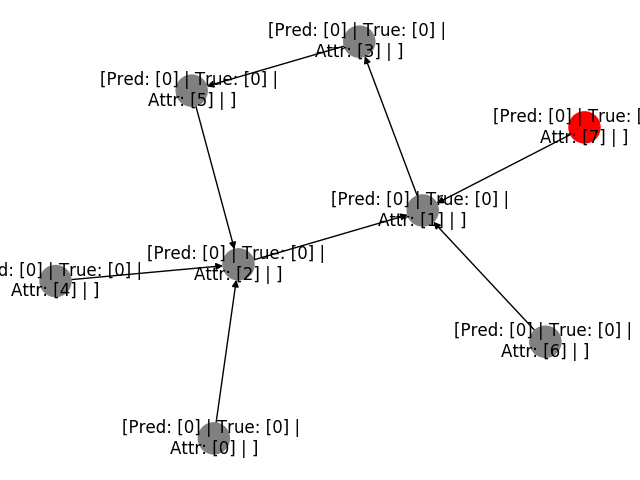 [Pred: [0] | True: [0] |
Attr: [3] | ]
[Pred: [0] | True: [0] |
Attr: [5] | ]
[Pred: [0] | True: [
Attr: [7] | ]
[Pred: [0] | True: [0] |
Attr: [1] | ]
[Pred: [0] | True: [0] |
Attr: [2] | ]
d: [0] | True: [0] |
Attr: [4] | ]
[Pred: [0] | True: [0] |
Attr: [6] | ]
[Pred: [0] | True: [0] |
Attr: [0] | ]